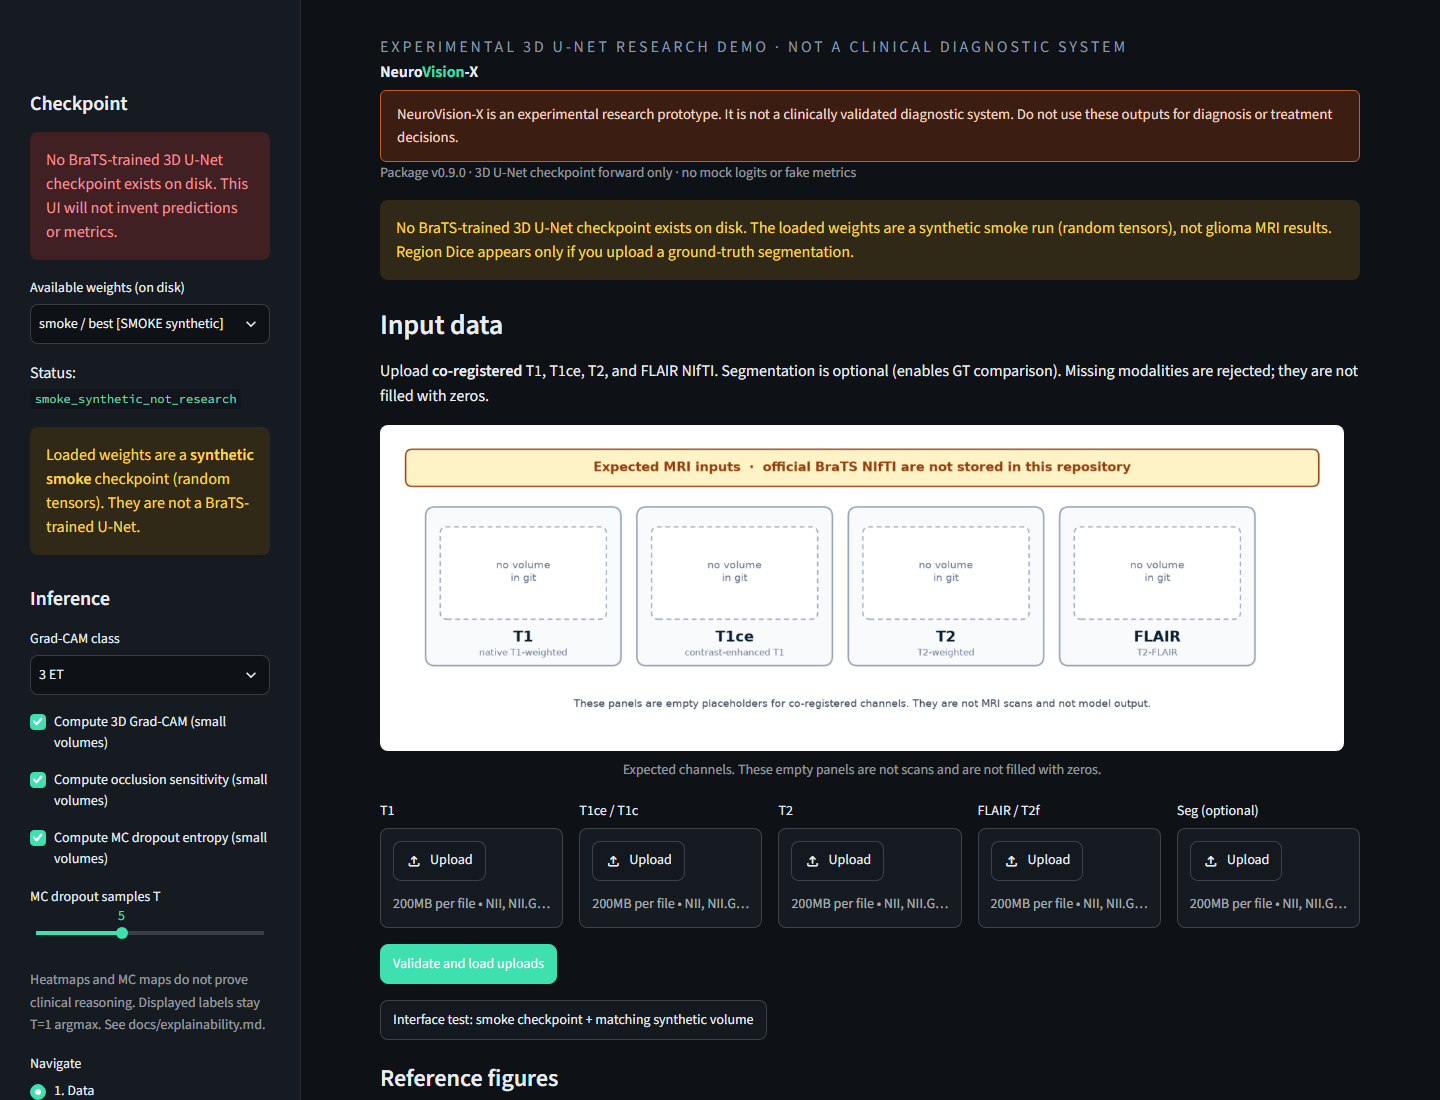 Checkpoint
No BraTS-trained 3D U-Net
checkpoint exists on disk. This
UI will not invent predictions
or metrics.
Available weights (on disk)
smoke / best [SMOKE synthetic]
Status:
smoke_synthetic_not_research
Loaded weights are a synthetic
smoke checkpoint (random
tensors). They are not a BraTS-
trained U-Net.
Inference
Grad-CAM class
3 ET
Compute 3D Grad-CAM (small
volumes)
Compute occlusion sensitivity (small
volumes)
Compute MC dropout entropy (small
volumes)
MC dropout samples T
5
Heatmaps and MC maps do not prove
clinical reasoning. Displayed labels stay
T=1 argmax. See docs/explainability.md.
Navigate
1. Data
EXPERIMENTAL 3D U-NET RESEARCH DEMO · NOT A CLINICAL DIAGNOSTIC SYSTEM
NeuroVision-X
NeuroVision-X is an experimental research prototype. It is not a clinically validated diagnostic system. Do not use these outputs for diagnosis or treatment
decisions.
Package v0.9.0 · 3D U-Net checkpoint forward only · no mock logits or fake metrics
No BraTS-trained 3D U-Net checkpoint exists on disk. The loaded weights are a synthetic smoke run (random tensors), not glioma MRI results.
Region Dice appears only if you upload a ground-truth segmentation.
Input data
Upload co-registered T1, T1ce, T2, and FLAIR NIfTI. Segmentation is optional (enables GT comparison). Missing modalities are rejected; they are not
filled with zeros.
Expected MRI inputs · official BraTS NIfTI are not stored in this repository
no volume
in git
T1
native T1-weighted
no volume
in git
T1ce
contrast-enhanced T1
no volume
in git
T2
T2-weighted
no volume
in git
FLAIR
T2-FLAIR
These panels are empty placeholders for co-registered channels. They are not MRI scans and not model output.
Expected channels. These empty panels are not scans and are not filled with zeros.
T1
Upload
200MB per file • NII, NII.G...
T1ce / T1c
Upload
200MB per file • NII, NII.G...
T2
Upload
200MB per file • NII, NII.G...
FLAIR / T2f
Upload
200MB per file • NII, NII.G...
Seg (optional)
Upload
200MB per file • NII, NII.G...
Validate and load uploads
Interface test: smoke checkpoint + matching synthetic volume
Reference figures